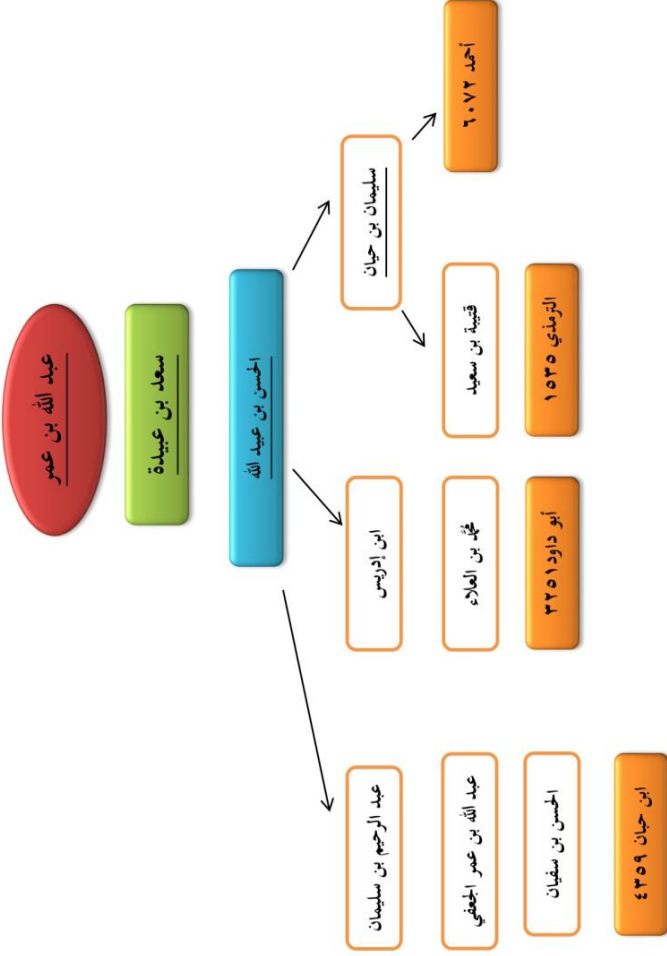 عبد الله بن عمر
سعد بن عبيدة
الحسن بن عبيد الله
سليمان بن حيان
أحمد ٦٠٧٢
قتيبة بن سعيد
الترمذي ١٥٣٥
ابن إدريس
مُحَّد بن العلاء
أبو داود ٣٢٥١
عبد الرحيم بن سليمان
عبد الله بن عمر الجعفي
الحسن بن سفيان
ابن حبان ٤٣٥٩